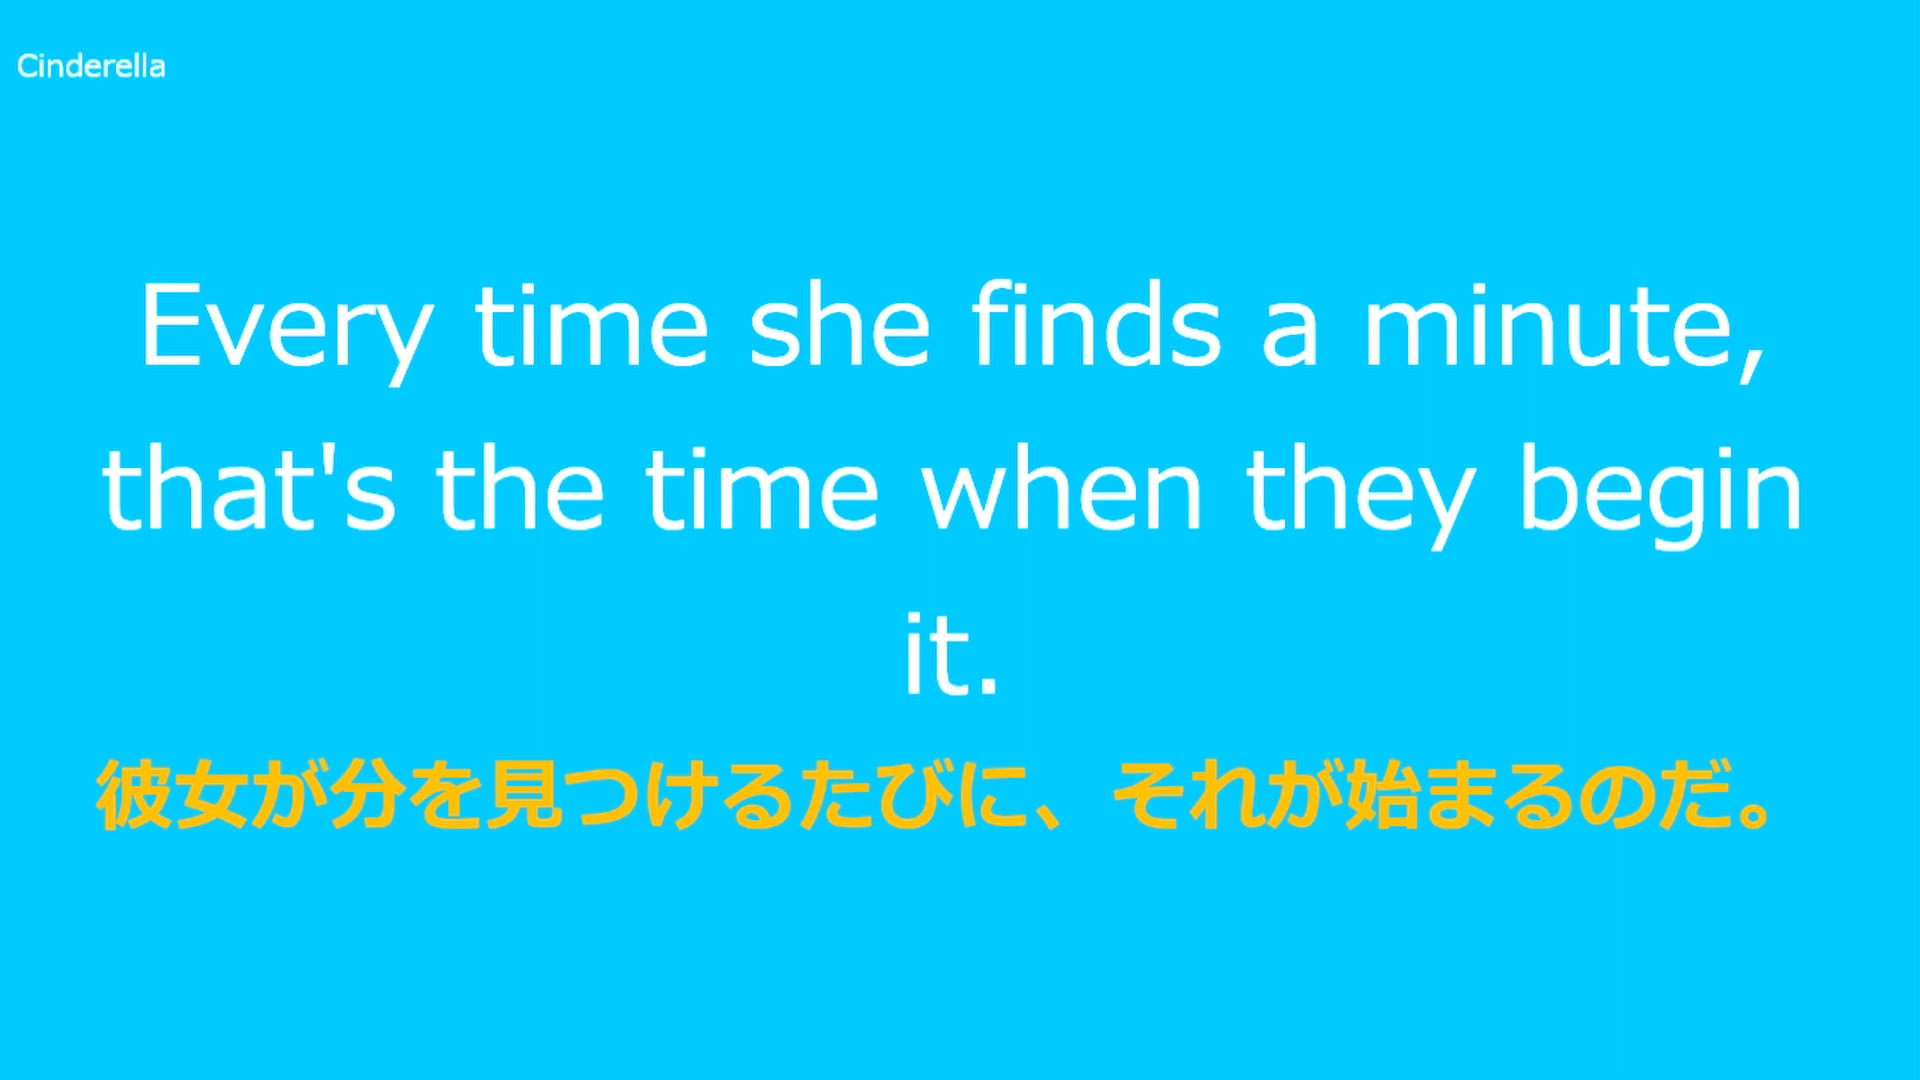 Cinderella
Every time she finds a minute,
that's the time when they begin
it.
彼女が分を見つけるたびに、それが始まるのだ。